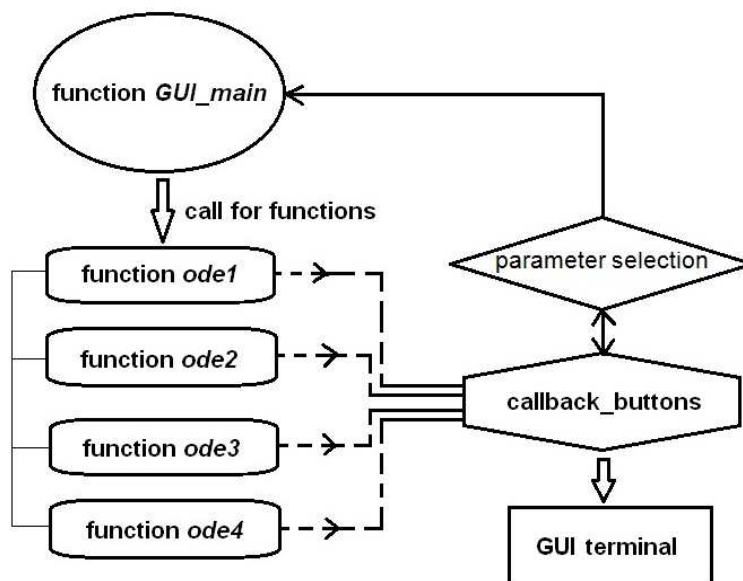 function GUI_main
call for functions
function ode1
parameter selection
function ode2
callback_buttons
function ode3
function ode4
GUI terminal